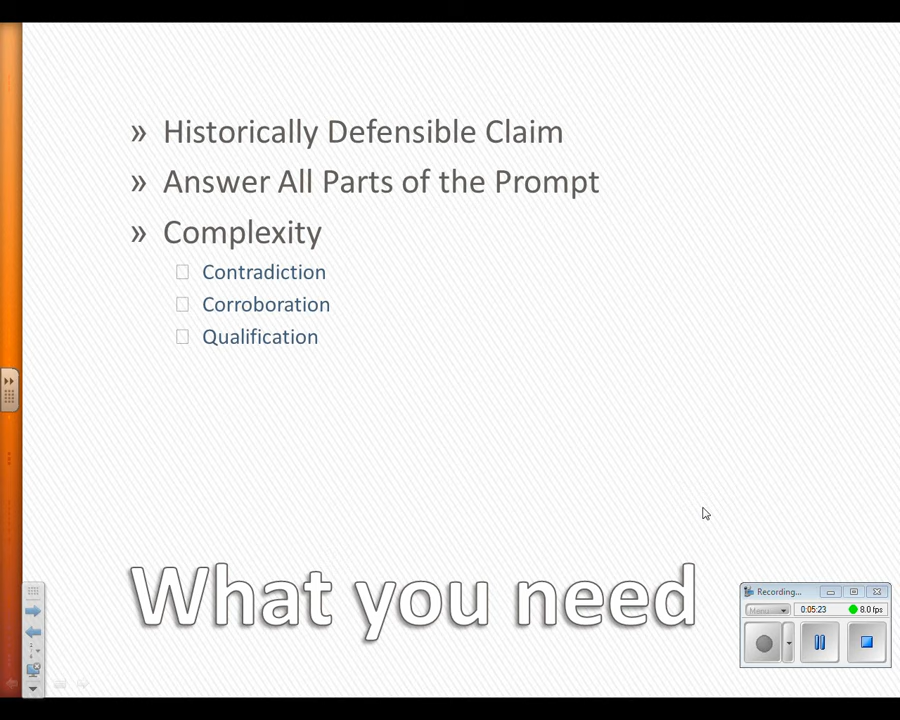 » Historically Defensible Claim
» Answer All Parts of the Prompt
» Complexity
Contradiction
Corroboration
Qualification
What you need
Recording...
Menu
0:05:23
8.0 fps